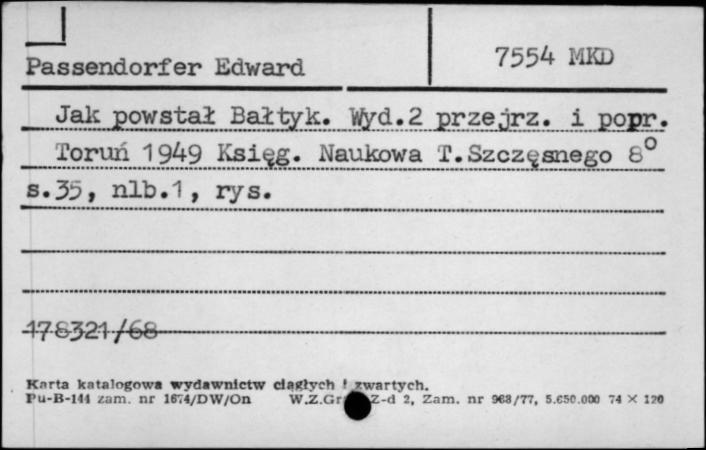 Passendorfer Edward
7554 MKD
Jak powstał Bałtyk. Wyd.2 przejrz. i popr.
Toruń 1949 Księg. Naukowa T.Szczęsnego 8°
s.35, nlb.1, rys.
178321/68
Karta katalogowa wydawnictw ciągłych i zwartych.
Pu-B-144 zam. nr 1674/DW/On W.Z.Gr Z-d 2, Zam. nr 968/77, 5.650.000 74 × 120